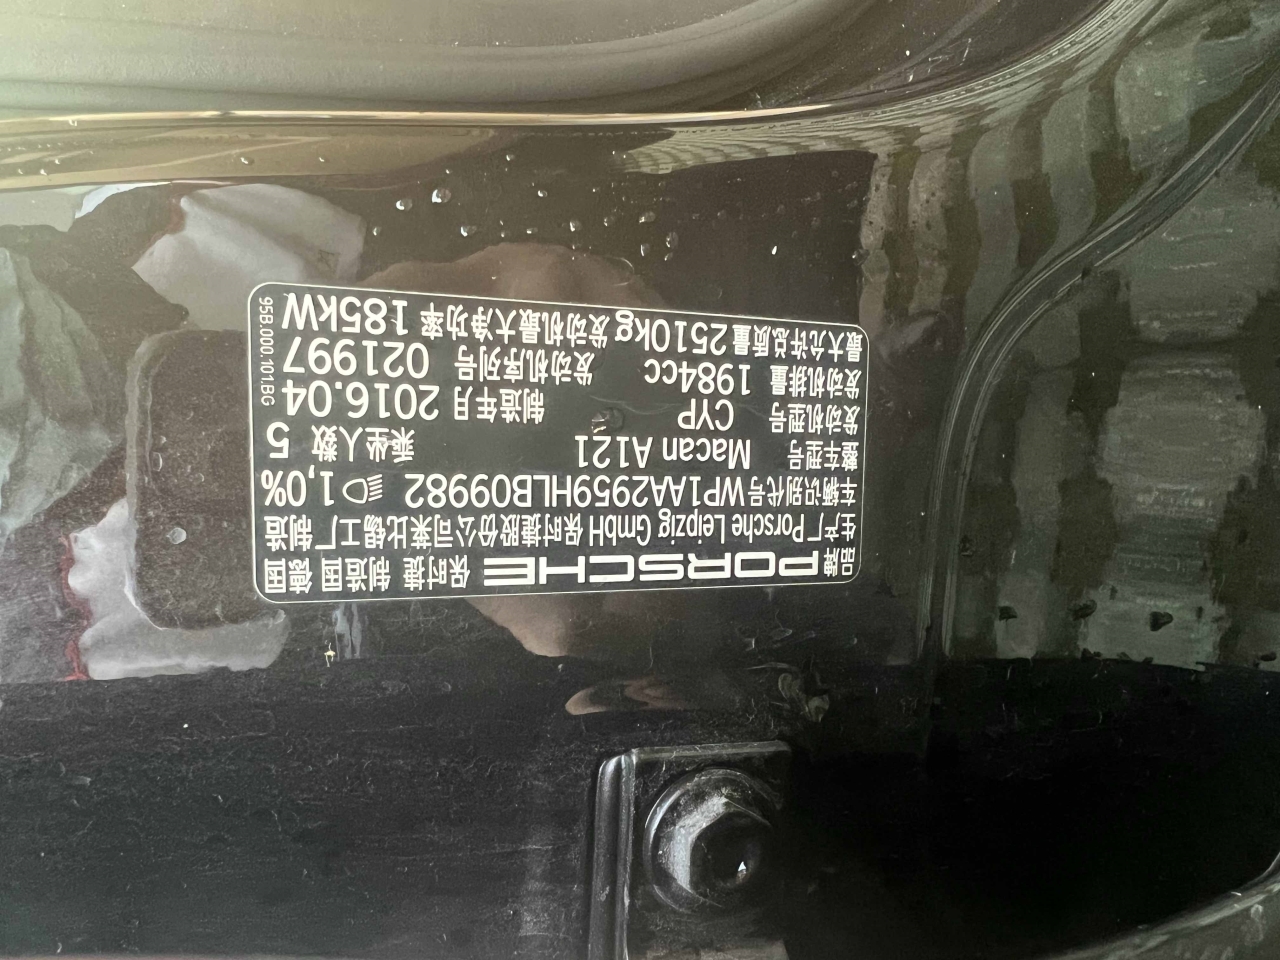 品牌 PORSCHE 保时捷 制造国 德国
生产厂 Porsche Leipzig GmbH 保时捷股份公司莱比锡工厂 制造
车辆识别代号 WP1AA2959HLB09982 1,0%
整车型号 Macan A121 乘坐人数 5
发动机型号 CYP 制造年月 2016.04
发动机排量 1984cc 发动机序列号 021997
最大允许总质量 2510kg 发动机最大净功率 185kW
95B.000.101.BG